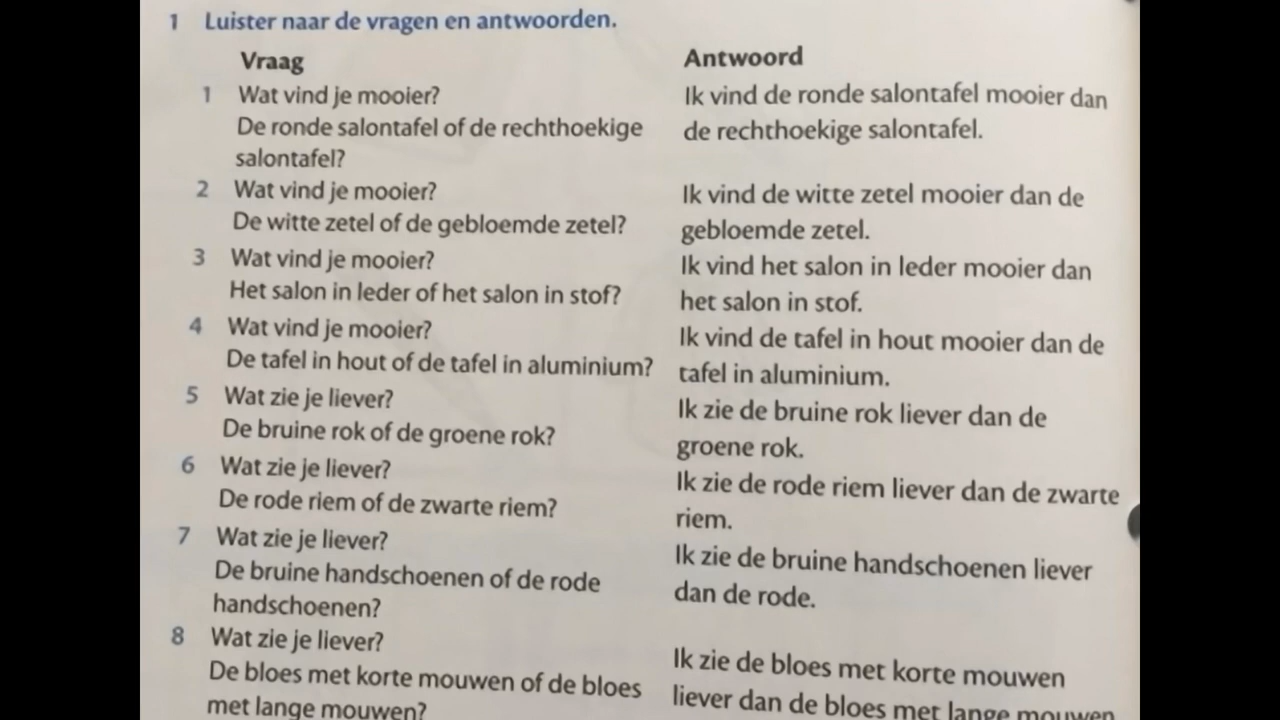 1 Luister naar de vragen en antwoorden.
Vraag
Antwoord
1 Wat vind je mooier?
De ronde salontafel of de rechthoekige
salontafel?
Ik vind de ronde salontafel mooier dan
de rechthoekige salontafel.
2 Wat vind je mooier?
De witte zetel of de gebloemde zetel?
Ik vind de witte zetel mooier dan de
gebloemde zetel.
3 Wat vind je mooier?
Het salon in leder of het salon in stof?
Ik vind het salon in leder mooier dan
het salon in stof.
4 Wat vind je mooier?
De tafel in hout of de tafel in aluminium?
Ik vind de tafel in hout mooier dan de
tafel in aluminium.
5 Wat zie je liever?
De bruine rok of de groene rok?
Ik zie de bruine rok liever dan de
groene rok.
6 Wat zie je liever?
De rode riem of de zwarte riem?
Ik zie de rode riem liever dan de zwarte
riem.
7 Wat zie je liever?
De bruine handschoenen of de rode
handschoenen?
Ik zie de bruine handschoenen liever
dan de rode.
8 Wat zie je liever?
De bloes met korte mouwen of de bloes
met lange mouwen?
Ik zie de bloes met korte mouwen
liever dan de bloes met lange mouwen